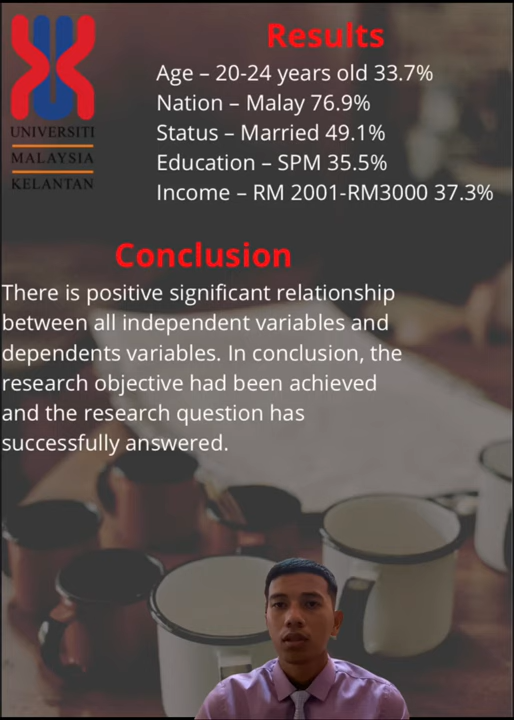 UNIVERSITI
MALAYSIA
KELANTAN
Results
Age – 20-24 years old 33.7%
Nation – Malay 76.9%
Status – Married 49.1%
Education – SPM 35.5%
Income – RM 2001-RM3000 37.3%
Conclusion
There is positive significant relationship
between all independent variables and
dependents variables. In conclusion, the
research objective had been achieved
and the research question has
successfully answered.